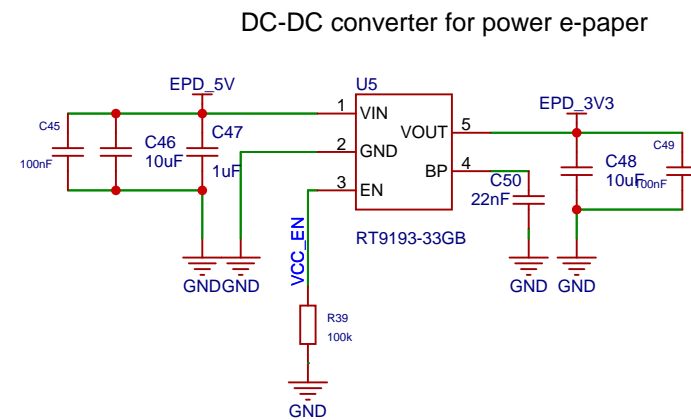 DC-DC converter for power e-paper
EPD_5V
U5
EPD_3V3
C45
100nF
C46
10uF
C47
1uF
1
VIN
2
GND
3
EN
VOUT
5
BP
4
C50
22nF
C48
10uF
C49
100nF
RT9193-33GB
VCC_EN
GND
GND
GND
GND
R39
100k
GND